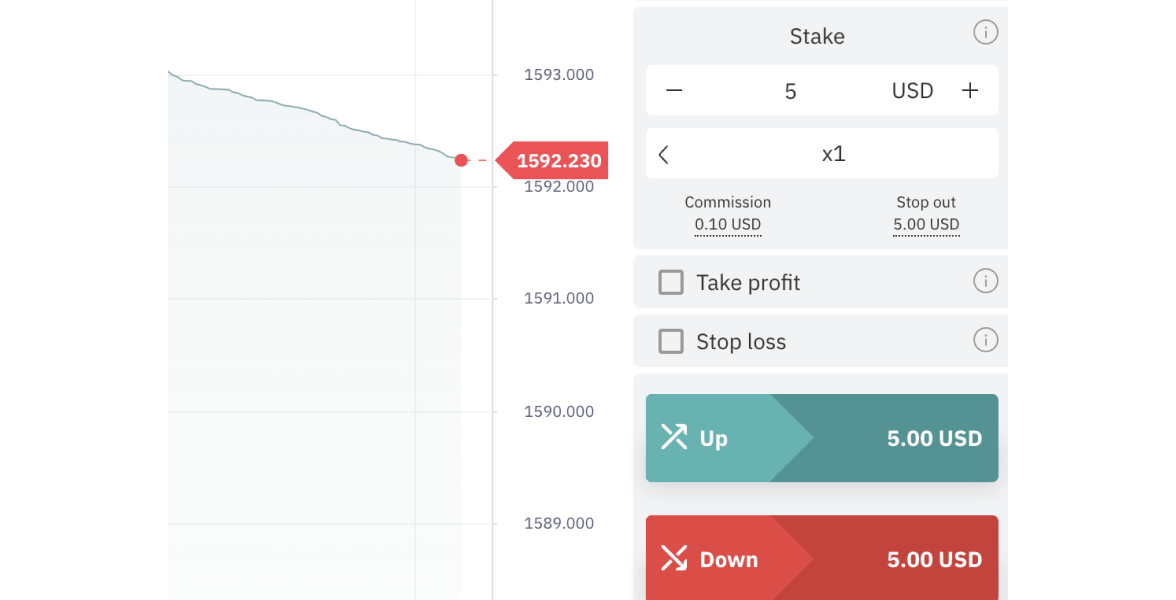 1593.000
1592.230
1592.000
1591.000
1590.000
1589.000
Stake
5 USD
x1
Commission Stop out
0.10 USD 5.00 USD
Take profit
Stop loss
Up 5.00 USD
Down 5.00 USD